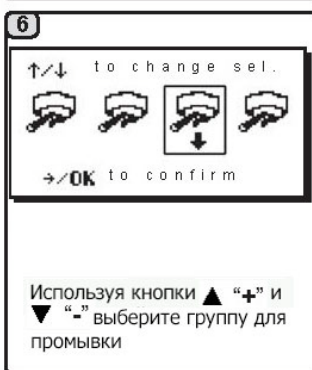 6
↑/↓ to change sel.
→/OK to confirm
Используя кнопки ▲ “+” и
▼ “-” выберите группу для
промывки